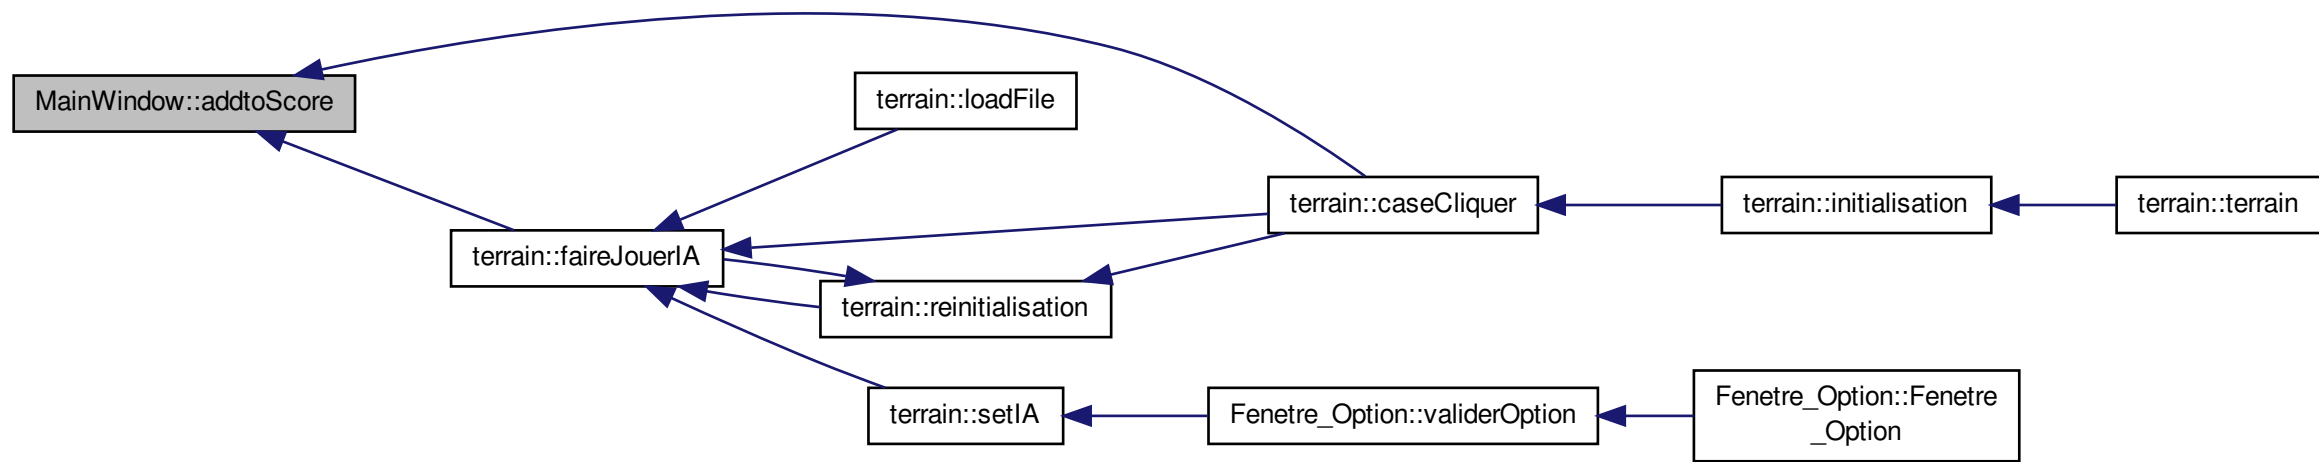 MainWindow::addtoScore
terrain::loadFile
terrain::caseCliquer
terrain::initialisation
terrain::terrain
terrain::faireJouerIA
terrain::reinitialisation
terrain::setIA
Fenetre_Option::validerOption
Fenetre_Option::Fenetre
_Option